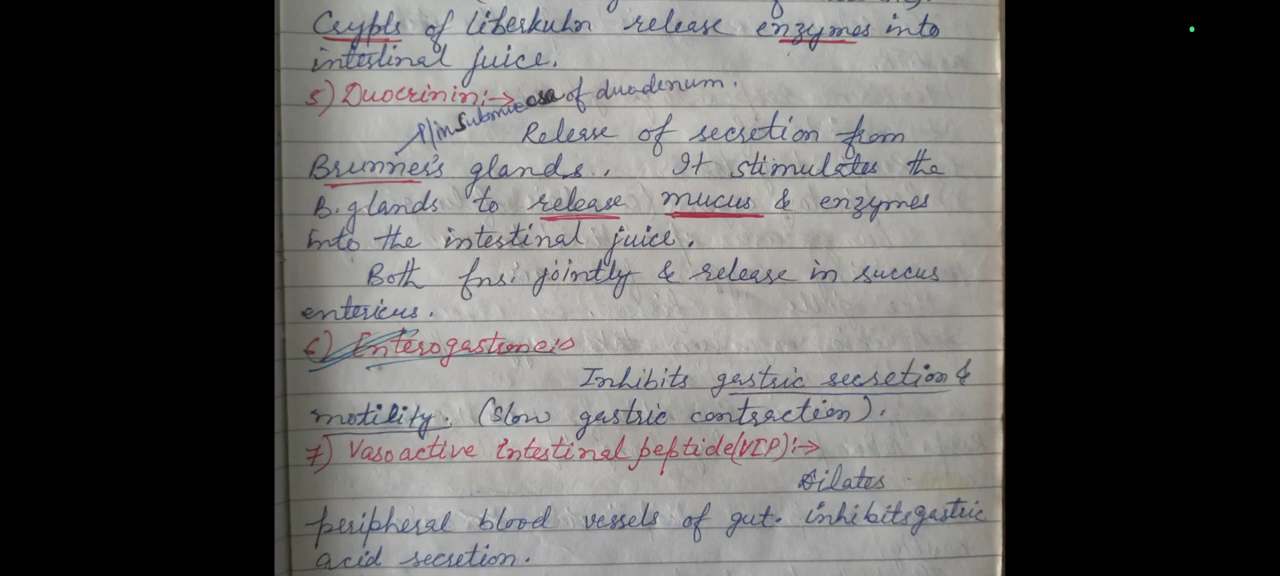 Crypts of liberkuhn release enzymes into
intestinal juice.
5) Duocrinin:→
P/in submucosa of duodenum.
Release of secretion from
Brunner's glands. It stimulates the
B. glands to release mucus & enzymes
into the intestinal juice.
Both fns. jointly & release in succus
entericus.
6) Enterogastrone:→
Inhibits gastric secretion &
motility. (slow gastric contraction).
7) Vasoactive intestinal peptide(VIP):→
Dilates
peripheral blood vessels of gut. inhibits gastric
acid secretion.